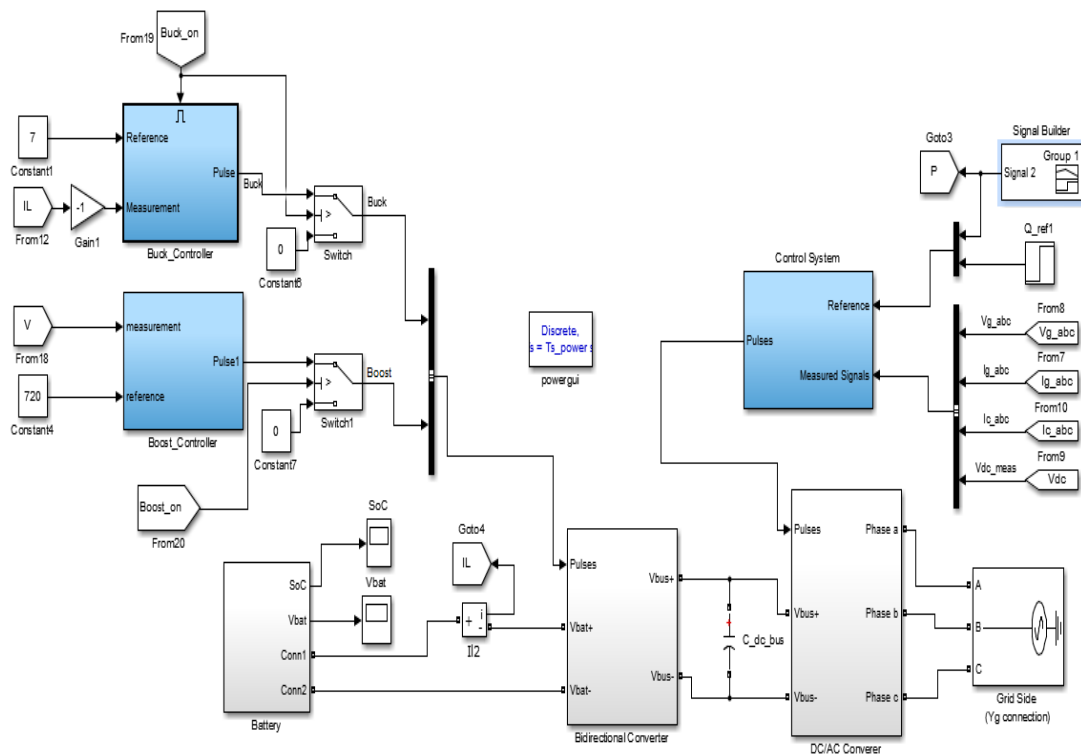 Buck_on
From19
7
Constant1
Reference
Pulse
Measurement
Buck_Controller
IL
From12
-1
Gain1
Buck
>
0
Constant6
Switch
Buck
V
From18
720
Constant4
measurement
Pulse1
reference
Boost_Controller
>
0
Constant7
Switch1
Boost
Boost_on
From20
Discrete,
s = Ts_power s
powergui
Goto3
P
Signal Builder
Group 1
Signal 2
Q_ref1
Control System
Reference
Pulses
Measured Signals
From8
Vg_abc
Vg_abc
From7
Ig_abc
Ig_abc
From10
Ic_abc
Ic_abc
From9
Vdc_meas
Vdc
SoC
Vbat
SoC
Vbat
Conn1
Conn2
Battery
Goto4
IL
+
i
-
Il2
Pulses
Vbat+
Vbat-
Vbus+
Vbus-
Bidirectional Converter
+
C_dc_bus
Pulses
Vbus+
Vbus-
Phase a
Phase b
Phase c
DC/AC Converer
A
B
C
Grid Side
(Yg connection)